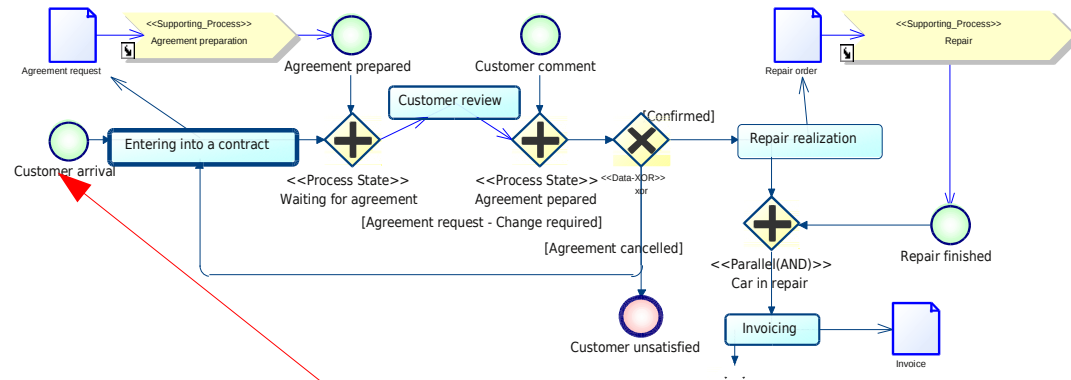 <<Supporting_Process>>
Agreement preparation
<<Supporting_Process>>
Repair
Agreement request
Agreement prepared
Customer comment
Repair order
Customer review
[Confirmed]
Entering into a contract
Repair realization
Customer arrival
<<Process State>>
Waiting for agreement
<<Process State>>
Agreement pepared
<<Data-XOR>>
xor
[Agreement request - Change required]
[Agreement cancelled]
Repair finished
<<Parallel(AND)>>
Car in repair
Invoicing
Customer unsatisfied
Invoice